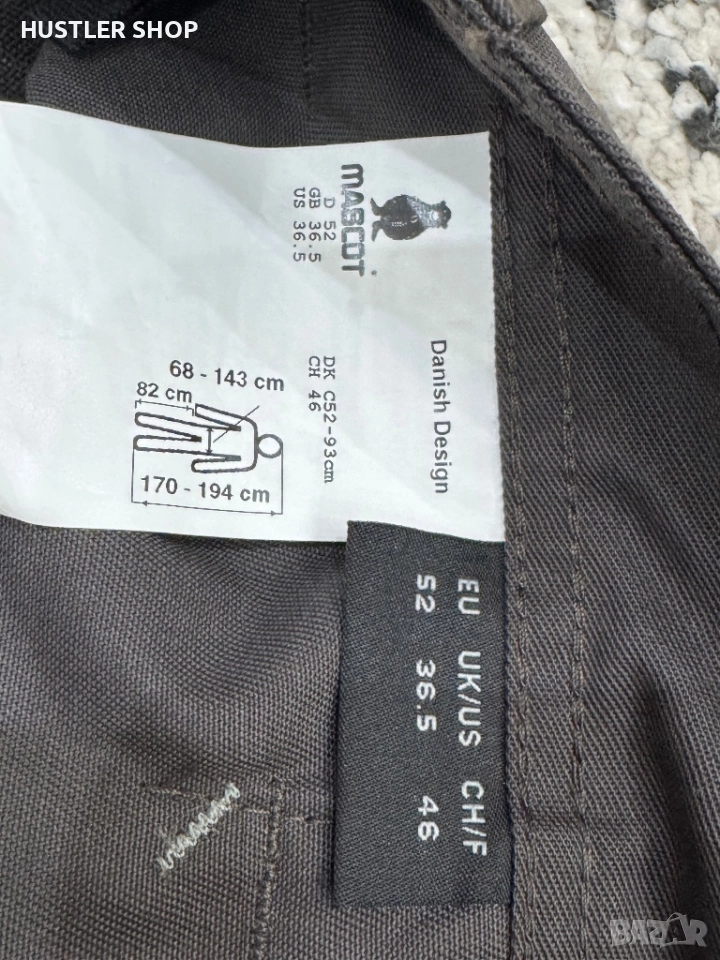 HUSTLER SHOP
MASCOT
D 52
GB 36.5
US 36.5
DK C52-93cm
CH 46
Danish Design
68 - 143 cm
82 cm
170 - 194 cm
EU UK/US CH/F
52 36.5 46
BAZAR